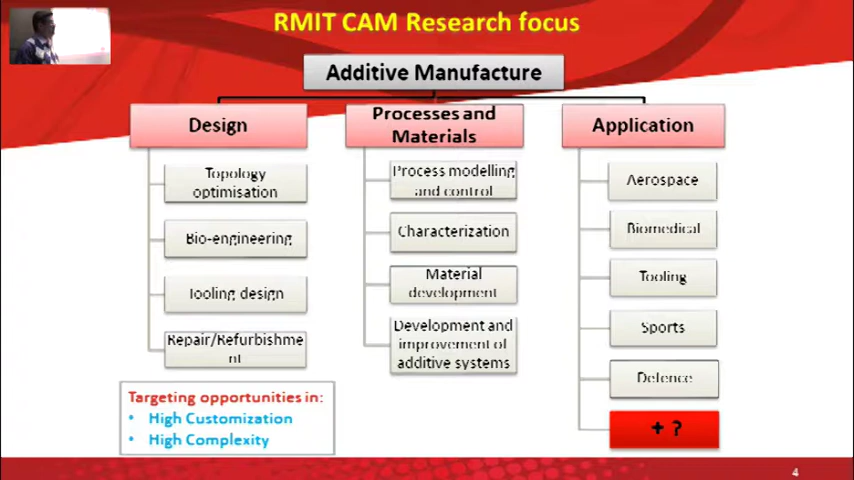 RMIT CAM Research focus
Additive Manufacture
Design
Topology
optimisation
Bio-engineering
Tooling design
Repair/Refurbishme
nt
Processes and
Materials
Process modelling
and control
Characterization
Material
development
Development and
improvement of
additive systems
Application
Aerospace
Biomedical
Tooling
Sports
Defence
+ ?
Targeting opportunities in:
• High Customization
• High Complexity
4